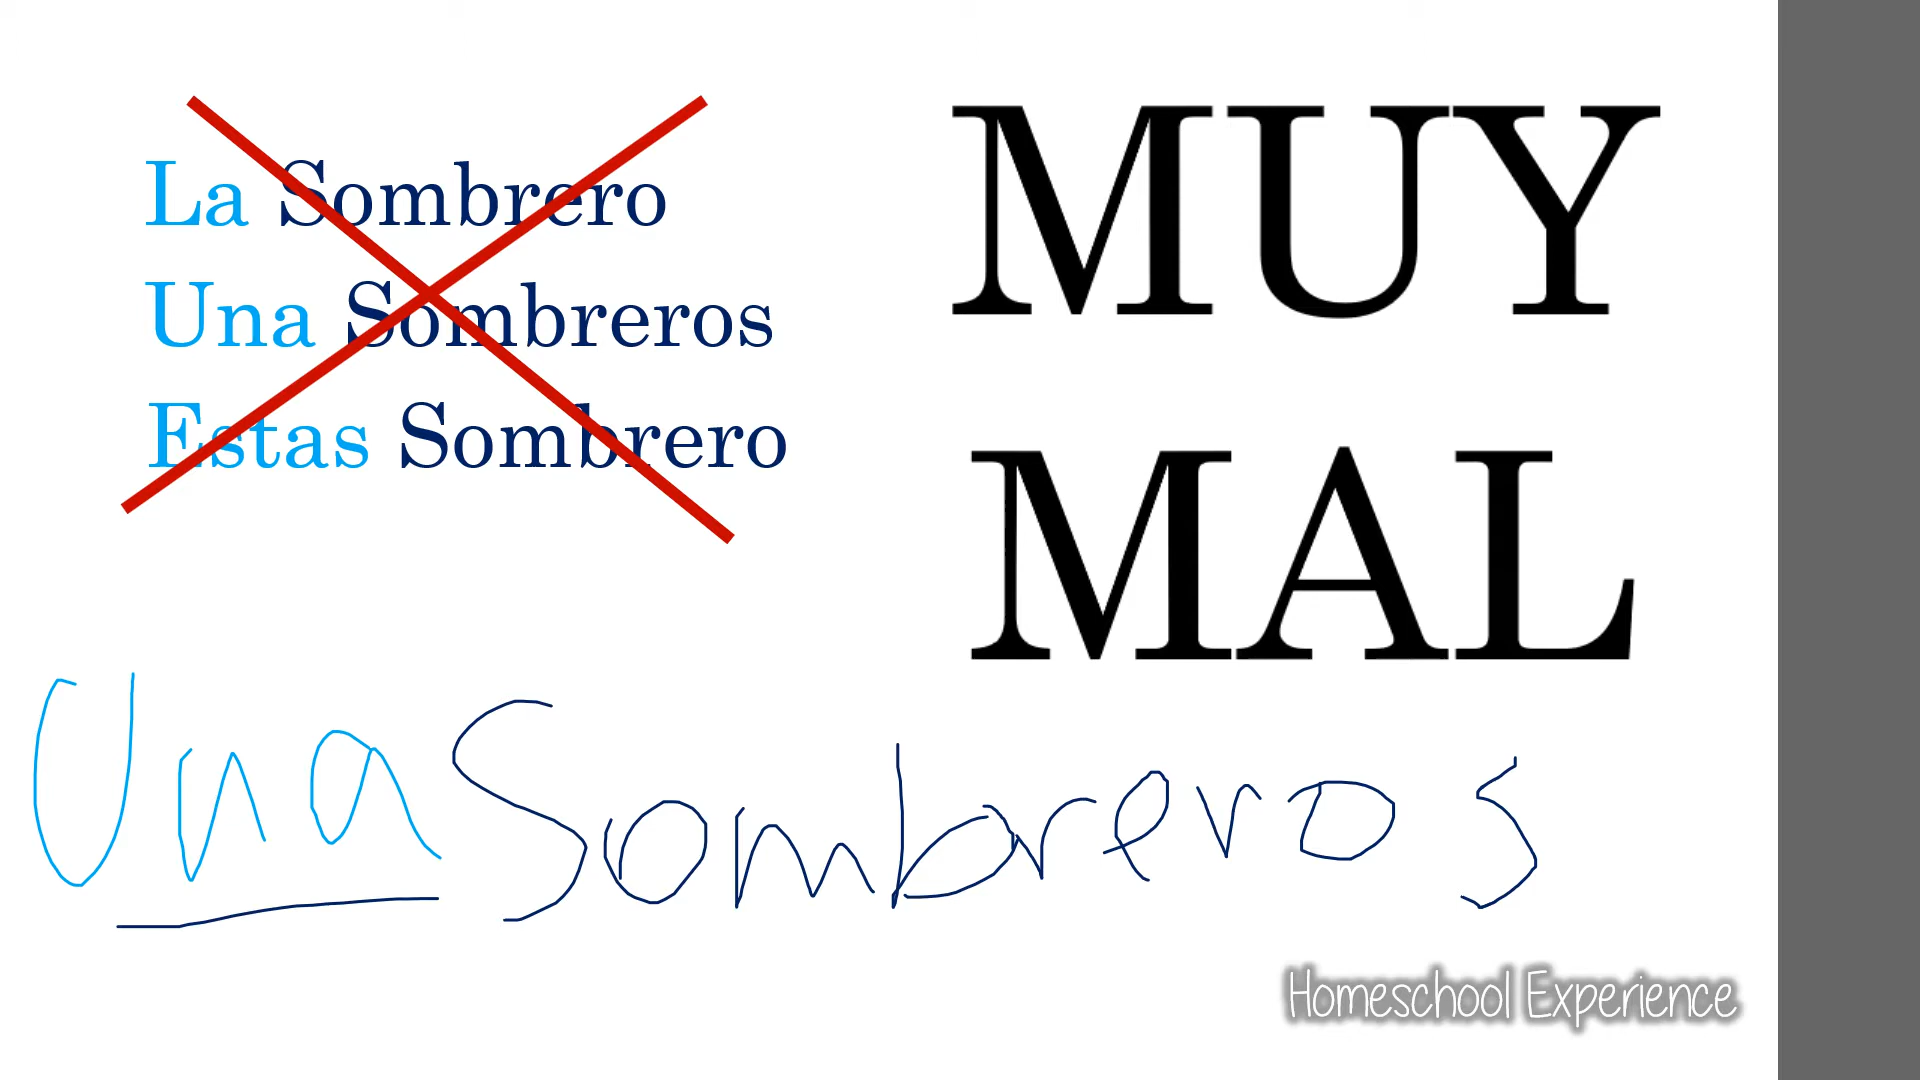 La Sombrero
Una Sombreros
Estas Sombrero
MUY
MAL
Una Sombreros
Homeschool Experience